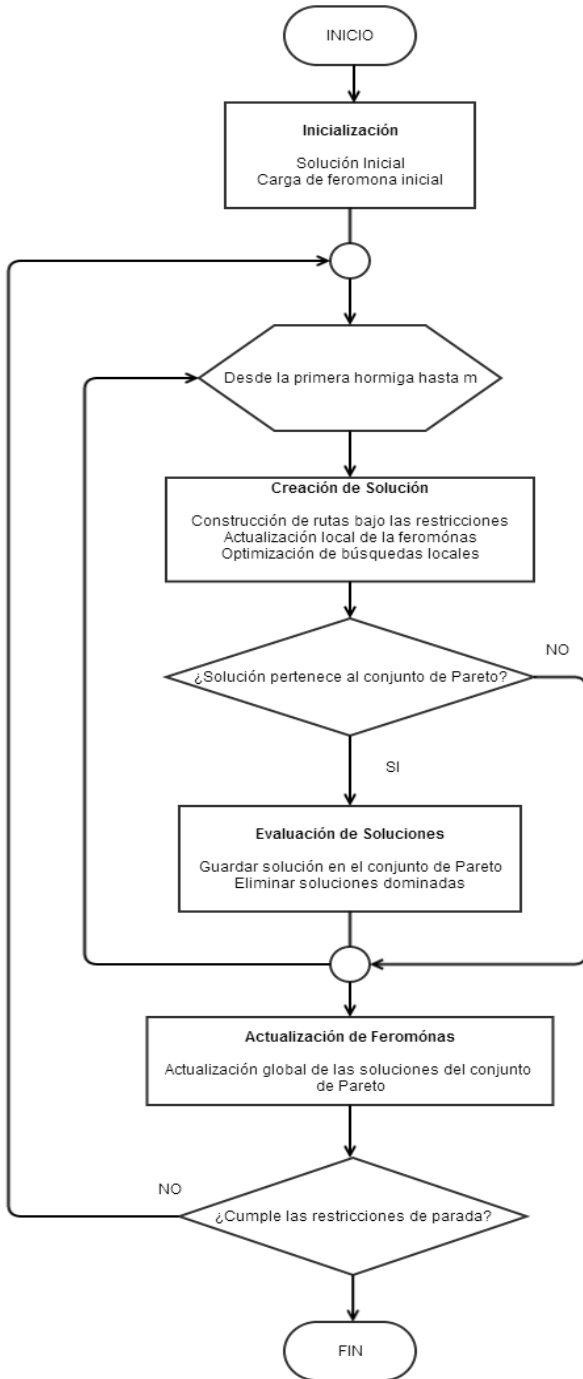 INICIO
Inicialización
Solución Inicial
Carga de feromona inicial
Desde la primera hormiga hasta m
Creación de Solución
Construcción de rutas bajo las restricciones
Actualización local de la feromónas
Optimización de búsquedas locales
NO
¿Solución pertenece al conjunto de Pareto?
SI
Evaluación de Soluciones
Guardar solución en el conjunto de Pareto
Eliminar soluciones dominadas
Actualización de Feromónas
Actualización global de las soluciones del conjunto
de Pareto
NO
¿Cumple las restricciones de parada?
FIN